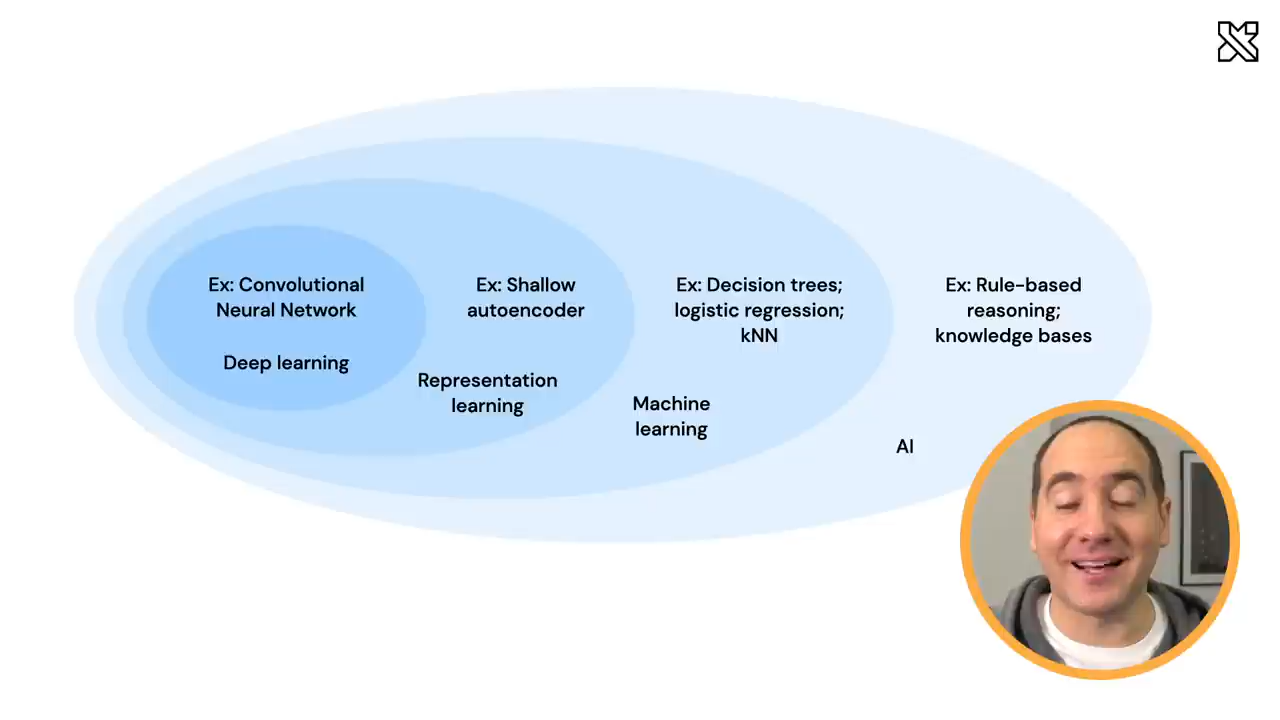 Ex: Convolutional
Neural Network
Deep learning
Ex: Shallow
autoencoder
Representation
learning
Ex: Decision trees;
logistic regression;
kNN
Machine
learning
Ex: Rule-based
reasoning;
knowledge bases
AI